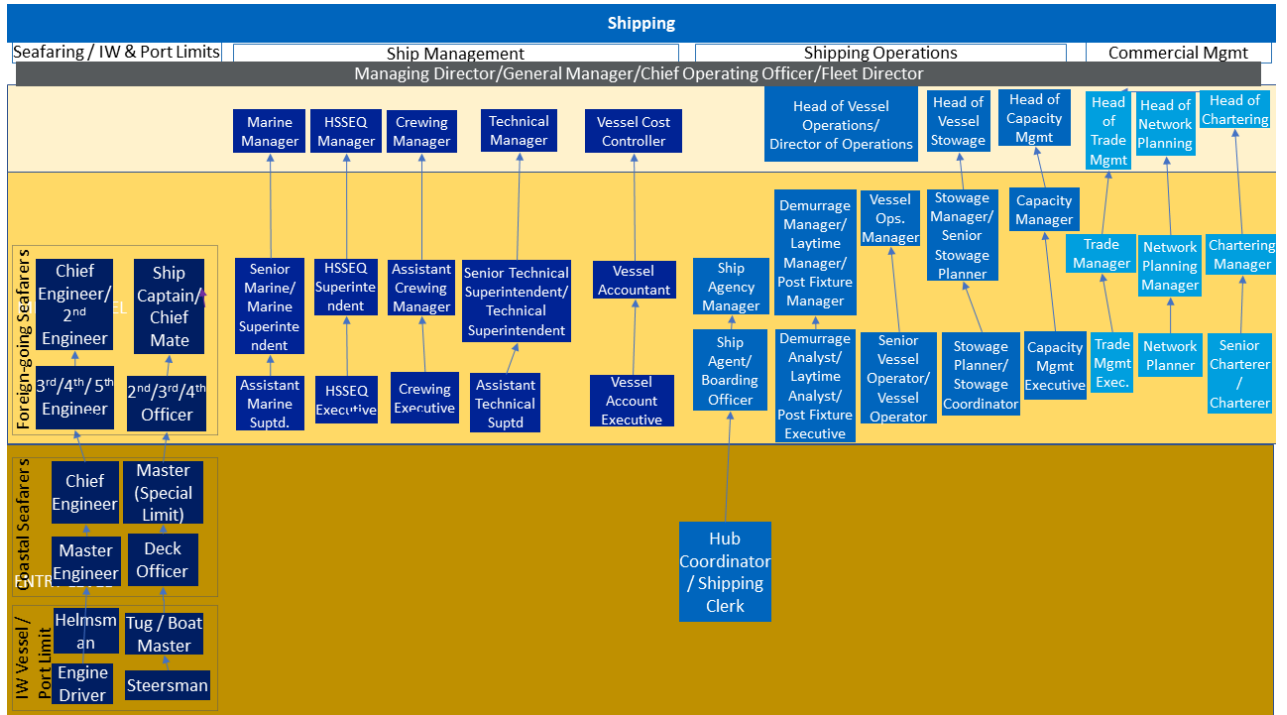 Shipping
Seafaring / IW & Port Limits
Ship Management
Shipping Operations
Commercial Mgmt
Managing Director/General Manager/Chief Operating Officer/Fleet Director
Marine
Manager
HSSEQ
Manager
Crewing
Manager
Technical
Manager
Vessel Cost
Controller
Head of Vessel
Operations/
Director of Operations
Head of
Vessel
Stowage
Head of
Capacity
Mgmt
Head of
Trade
Mgmt
Head of
Network
Planning
Head of
Chartering
Foreign-going Seafarers
Chief
Engineer/
2nd
Engineer
Ship
Captain/
Chief
Mate
Senior
Marine/
Marine
Superinte
ndent
HSSEQ
Superinte
ndent
Assistant
Crewing
Manager
Senior Technical
Superintendent/
Technical
Superintendent
Vessel
Accountant
Ship
Agency
Manager
Demurrage
Manager/
Laytime
Manager/
Post Fixture
Manager
Vessel
Ops.
Manager
Stowage
Manager/
Senior
Stowage
Planner
Capacity
Manager
Trade
Manager
Network
Planning
Manager
Chartering
Manager
3rd/4th/5th
Engineer
2nd/3rd/4th
Officer
Assistant
Marine
Suptd.
HSSEQ
Executive
Crewing
Executive
Assistant
Technical
Suptd
Vessel
Account
Executive
Ship
Agent/
Boarding
Officer
Demurrage
Analyst/
Laytime
Analyst/
Post Fixture
Executive
Senior
Vessel
Operator/
Vessel
Operator
Stowage
Planner/
Stowage
Coordinator
Capacity
Mgmt
Executive
Trade
Mgmt
Exec.
Network
Planner
Senior
Charterer
/
Charterer
Coastal Seafarers
Chief
Engineer
Master
(Special
Limit)
Master
Engineer
Deck
Officer
Hub
Coordinator
/ Shipping
Clerk
IW Vessel /
Port Limit
Helmsm
an
Tug / Boat
Master
Engine
Driver
Steersman